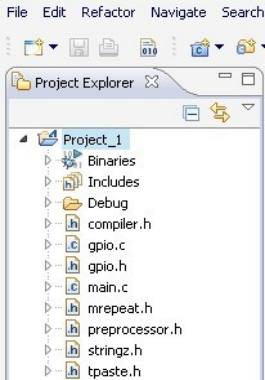 File Edit Refactor Navigate Search
010
Project Explorer
Project_1
Binaries
Includes
Debug
.h compiler.h
.c gpio.c
.h gpio.h
.c main.c
.h mrepeat.h
.h preprocessor.h
.h stringz.h
.h tpaste.h